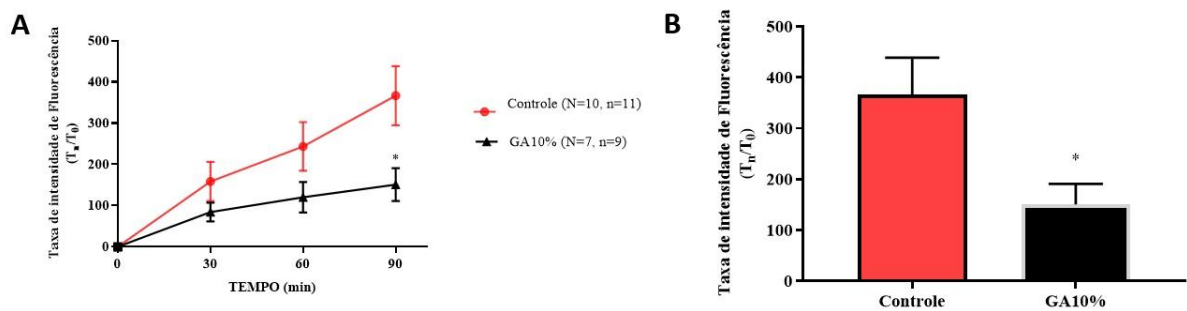 A
Taxa de intensidade de Fluorescência
(Tn/T0)
500
400
300
200
100
0
0
30
60
90
TEMPO (min)
*
Controle (N=10, n=11)
GA10% (N=7, n=9)
B
Taxa de intensidade de Fluorescência
(Tn/T0)
500
400
300
200
100
0
*
Controle
GA10%